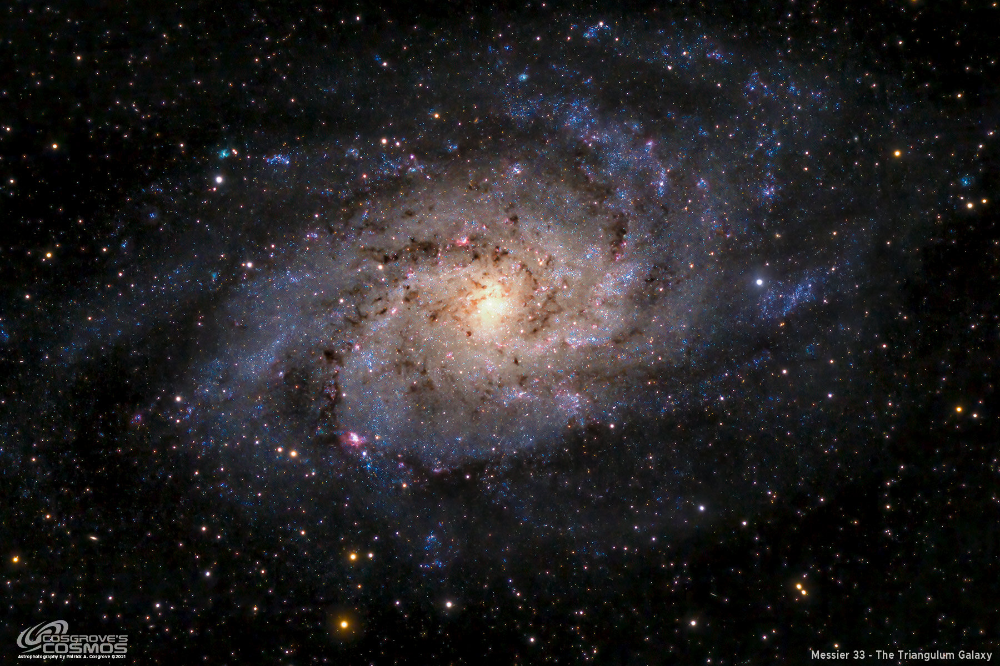 COSGROVE'S
COSMOS
Astrophotography by Patrick A. Cosgrove ©2021
Messier 33 - The Triangulum Galaxy